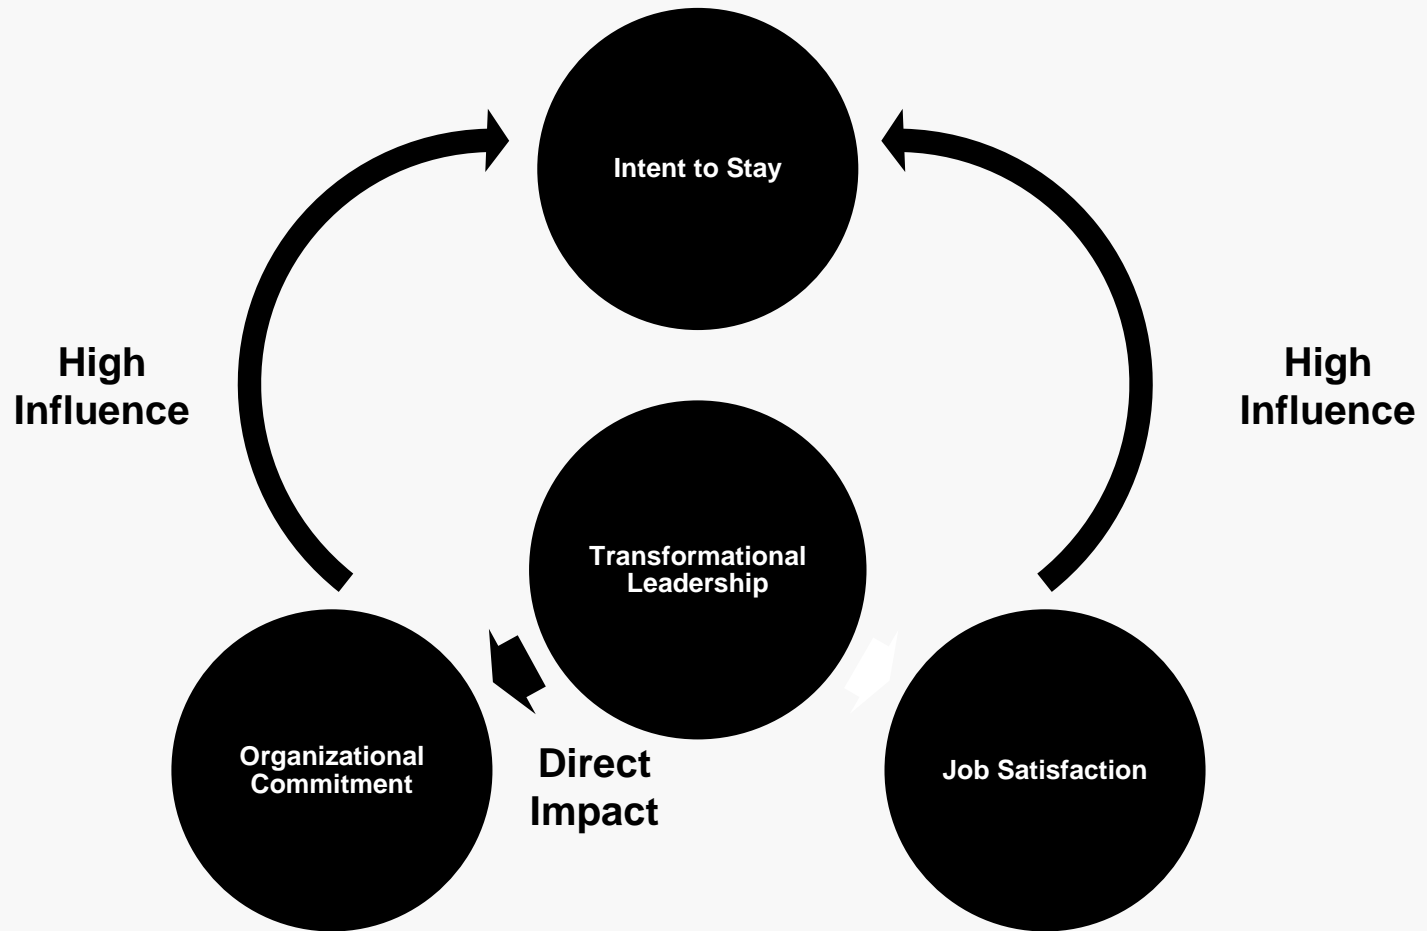 Intent to Stay
High
Influence
High
Influence
Transformational
Leadership
Organizational
Commitment
Direct
Impact
Job Satisfaction